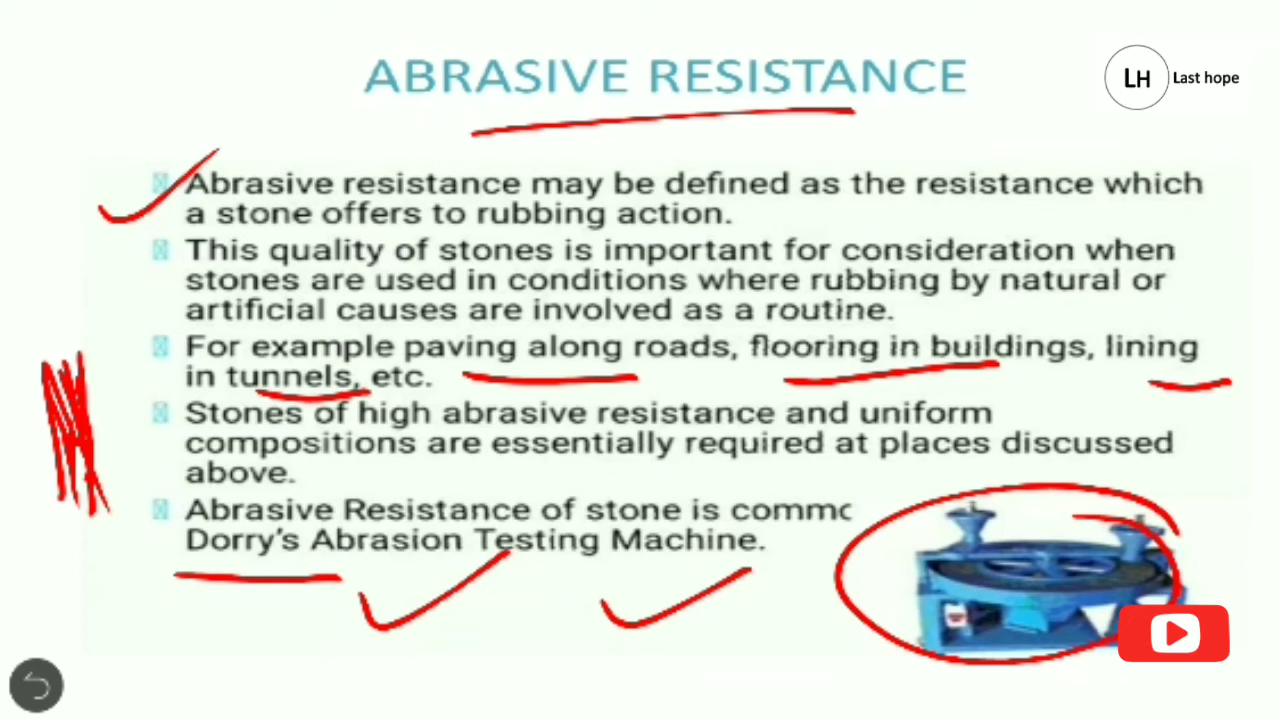 ABRASIVE RESISTANCE
LH Last hope
Abrasive resistance may be defined as the resistance which
a stone offers to rubbing action.
This quality of stones is important for consideration when
stones are used in conditions where rubbing by natural or
artificial causes are involved as a routine.
For example paving along roads, flooring in buildings, lining
in tunnels, etc.
Stones of high abrasive resistance and uniform
compositions are essentially required at places discussed
above.
Abrasive Resistance of stone is commo
Dorry's Abrasion Testing Machine.